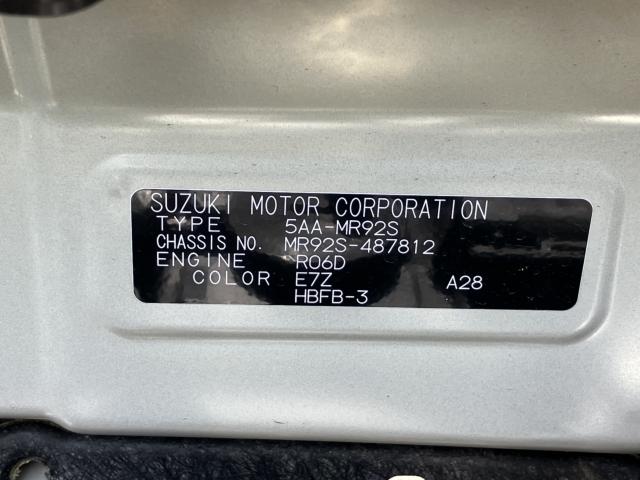 SUZUKI MOTOR CORPORATION
TYPE 5AA-MR92S
CHASSIS NO. MR92S-487812
ENGINE R06D
COLOR E7Z A28
HBFB-3